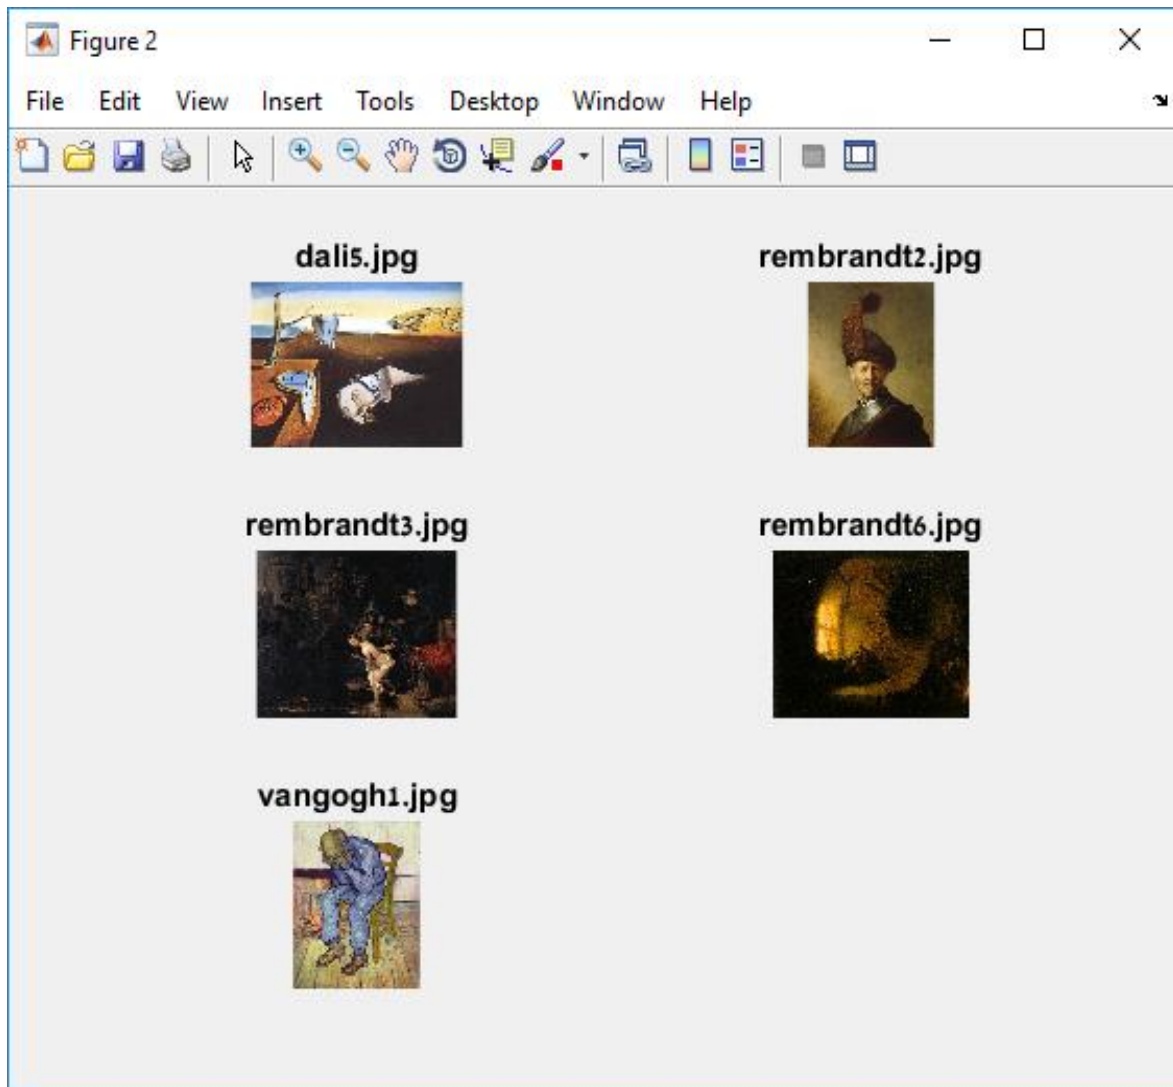 Figure 2
File Edit View Insert Tools Desktop Window Help
dali5.jpg rembrandt2.jpg
rembrandt3.jpg rembrandt6.jpg
vangogh1.jpg